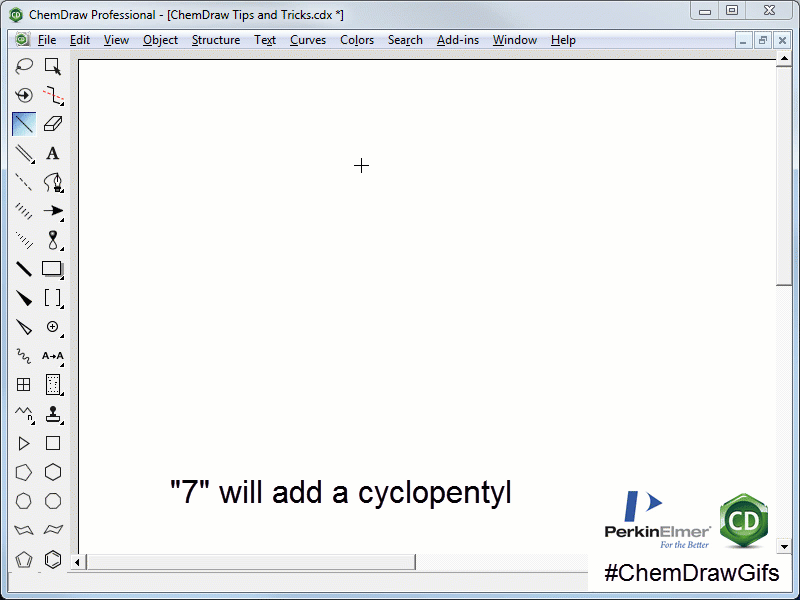 ChemDraw Professional - [ChemDraw Tips and Tricks.cdx *]
File Edit View Object Structure Text Curves Colors Search Add-ins Window Help
A
A→A
n
"7" will add a cyclopentyl
PerkinElmer
For the Better
CD
#ChemDrawGifs